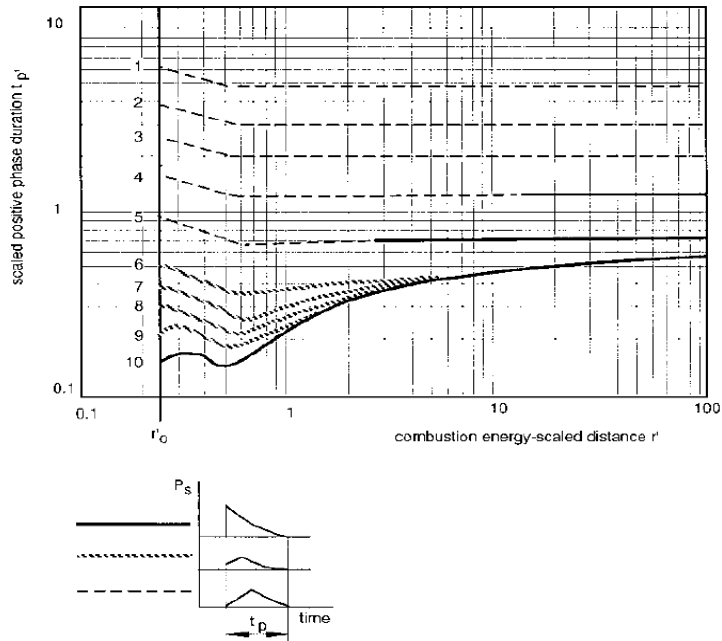 scaled positive phase duration t p'
10
1
0.1
1
2
3
4
5
6
7
8
9
10
0.1
1
10
100
r'o
combustion energy-scaled distance r'
Ps
time
tp